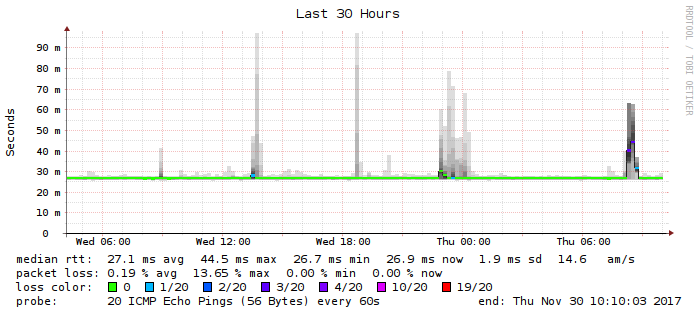 Last 30 Hours
RRDTOOL / TOBI OETIKER
Seconds
90 m
80 m
70 m
60 m
50 m
40 m
30 m
20 m
10 m
0
Wed 06:00 Wed 12:00 Wed 18:00 Thu 00:00 Thu 06:00
median rtt: 27.1 ms avg 44.5 ms max 26.7 ms min 26.9 ms now 1.9 ms sd 14.6 am/s
packet loss: 0.19 % avg 13.65 % max 0.00 % min 0.00 % now
loss color: 0 1/20 2/20 3/20 4/20 10/20 19/20
probe: 20 ICMP Echo Pings (56 Bytes) every 60s end: Thu Nov 30 10:10:03 2017